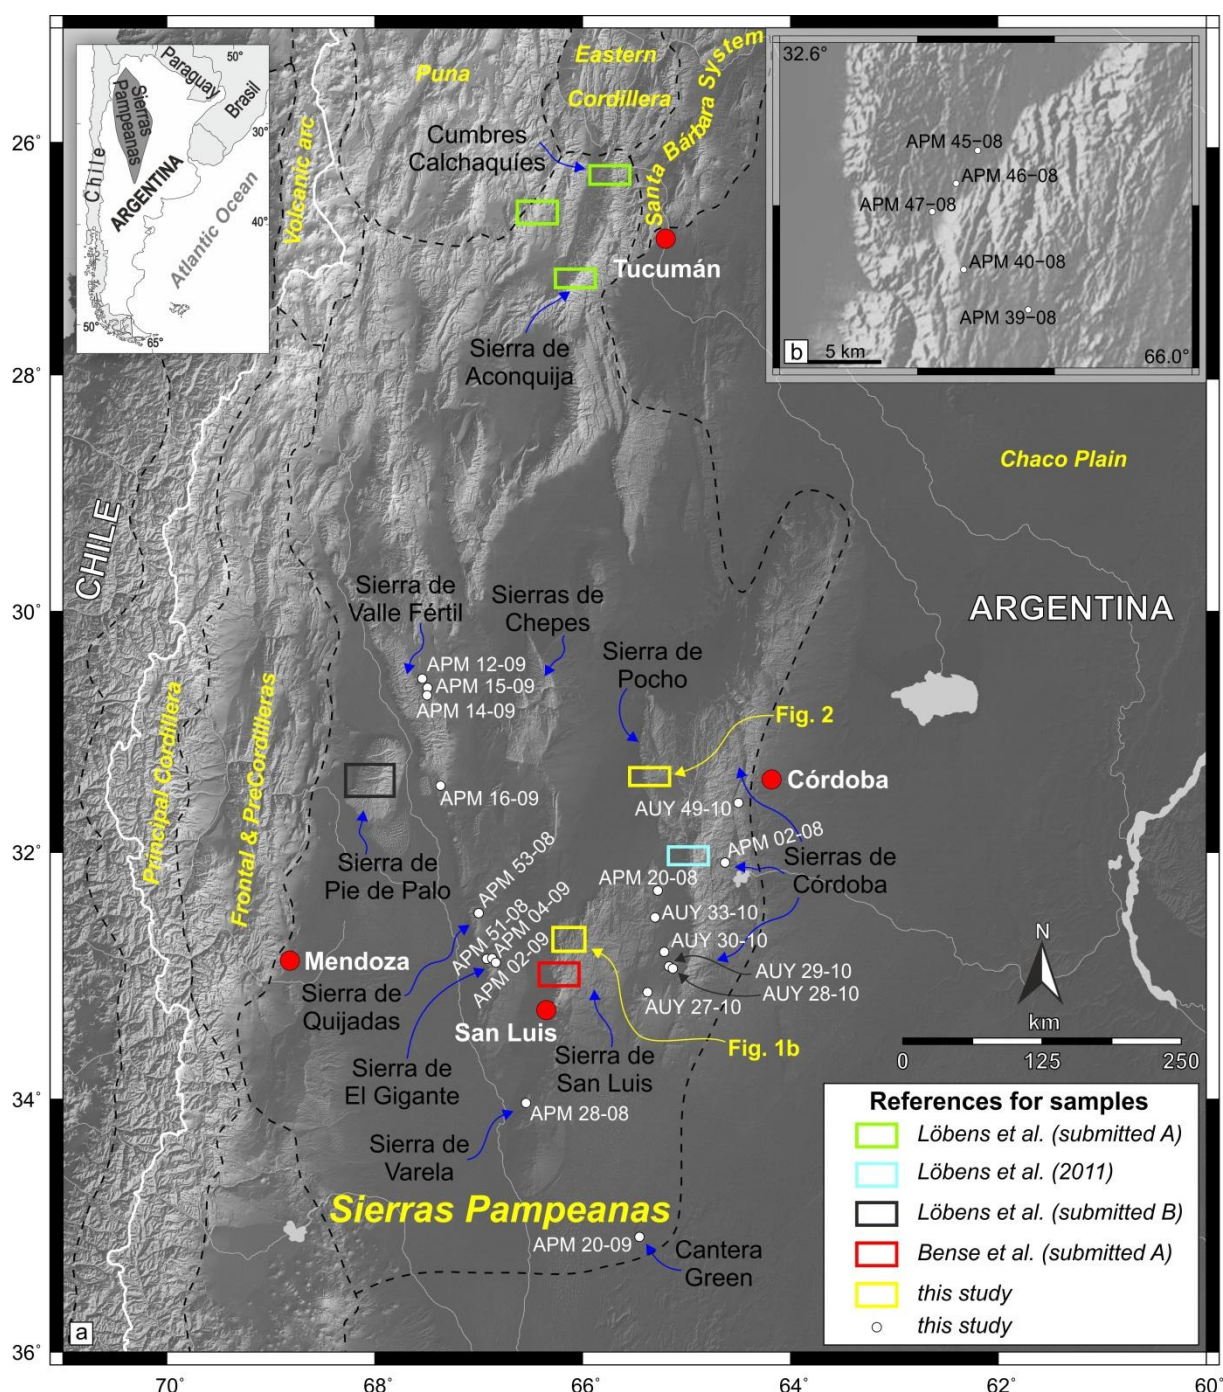 50°
Paraguay
Brasil
Sierras
Pampeanas
30°
Chile
ARGENTINA
40°
Atlantic Ocean
50°
65°
Puna
Eastern
Cordillera
Santa Bárbara System
Volcanic arc
Cumbres
Calchaquíes
Tucumán
Sierra de
Aconquija
32.6°
APM 45-08
APM 46-08
APM 47-08
APM 40-08
APM 39-08
b
5 km
66.0°
26°
28°
30°
32°
34°
36°
Chaco Plain
CHILE
ARGENTINA
Sierra de
Valle Fértil
Sierras de
Chepes
APM 12-09
APM 15-09
APM 14-09
Sierra de
Pocho
Fig. 2
Córdoba
Principal Cordillera
Frontal & PreCordilleras
APM 16-09
AUY 49-10
APM 02-08
Sierra de
Pie de Palo
Sierras de
Córdoba
APM 20-08
APM 53-08
AUY 33-10
APM 51-08
APM 04-09
APM 02-09
AUY 30-10
AUY 29-10
AUY 28-10
AUY 27-10
Mendoza
Sierra de
Quijadas
San Luis
Fig. 1b
Sierra de
El Gigante
Sierra de
San Luis
APM 28-08
Sierra de
Varela
Sierras Pampeanas
APM 20-09
Cantera
Green
N
km
0
125
250
References for samples
Löbens et al. (submitted A)
Löbens et al. (2011)
Löbens et al. (submitted B)
Bense et al. (submitted A)
this study
this study
a
70°
68°
66°
64°
62°
60°